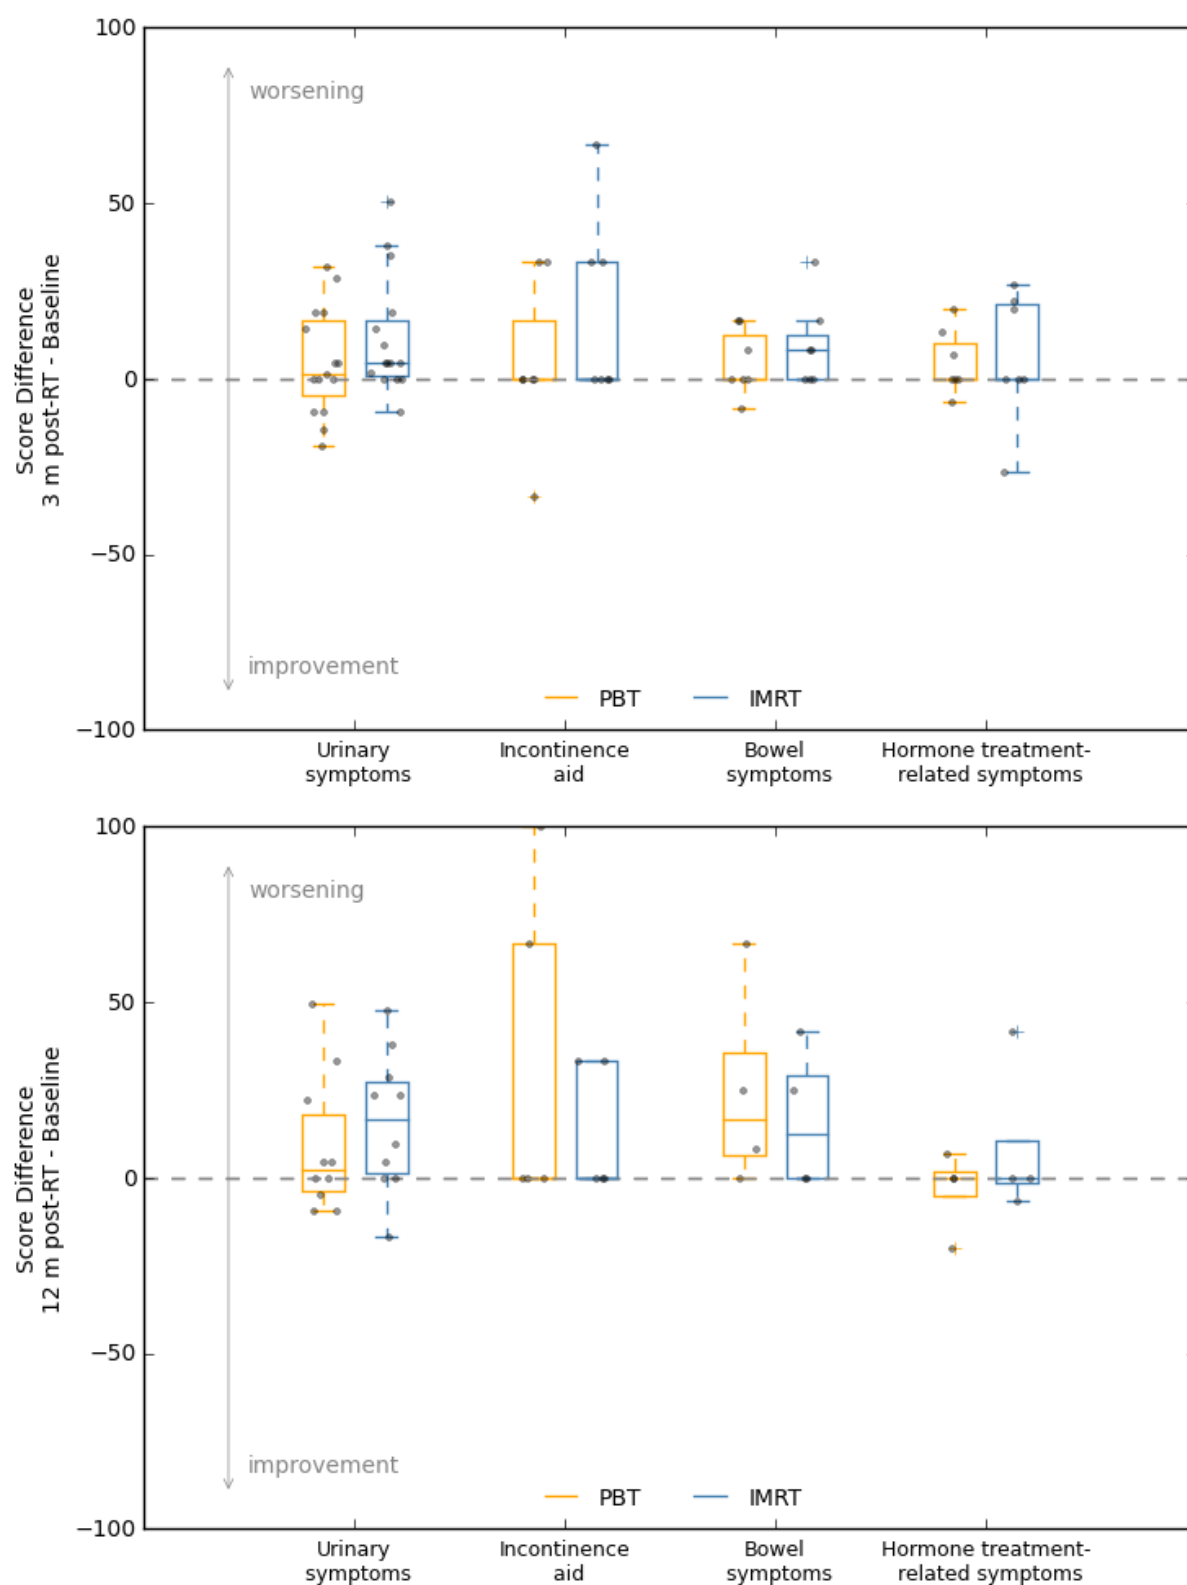 100
worsening
50
0
Score Difference
3 m post-RT - Baseline
−50
improvement
PBT
IMRT
−100
Urinary
symptoms
Incontinence
aid
Bowel
symptoms
Hormone treatment-
related symptoms
100
worsening
50
0
Score Difference
12 m post-RT - Baseline
−50
improvement
PBT
IMRT
−100
Urinary
symptoms
Incontinence
aid
Bowel
symptoms
Hormone treatment-
related symptoms